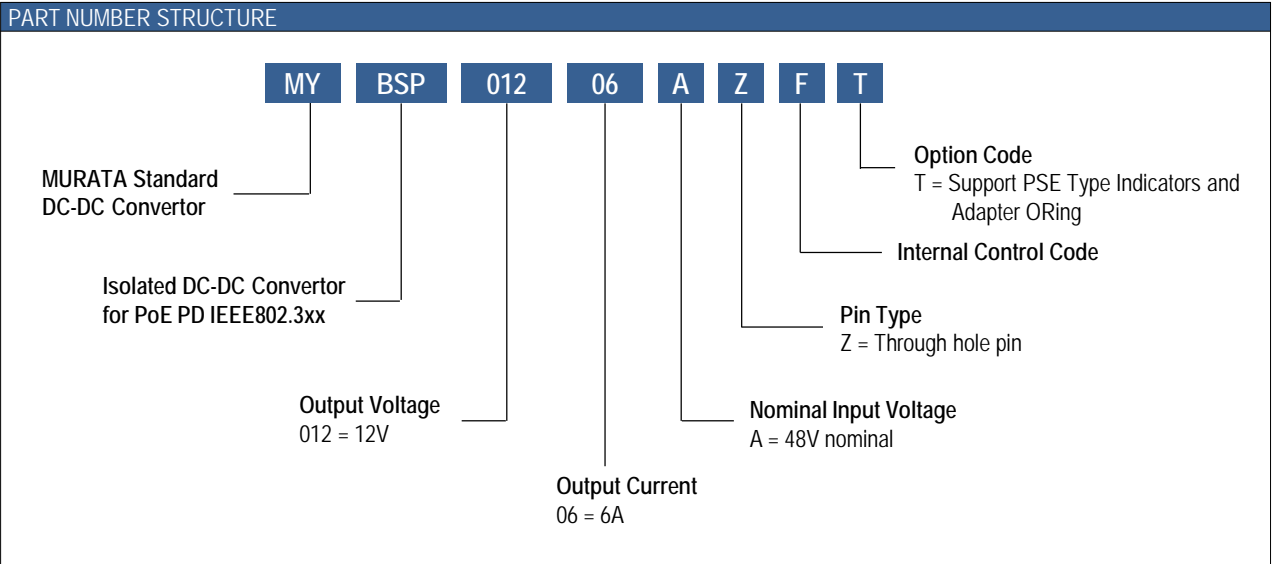 PART NUMBER STRUCTURE
MY BSP 012 06 A Z F T
Option Code
T = Support PSE Type Indicators and
Adapter ORing
MURATA Standard
DC-DC Convertor
Internal Control Code
Isolated DC-DC Convertor
for PoE PD IEEE802.3xx
Pin Type
Z = Through hole pin
Output Voltage
012 = 12V
Nominal Input Voltage
A = 48V nominal
Output Current
06 = 6A